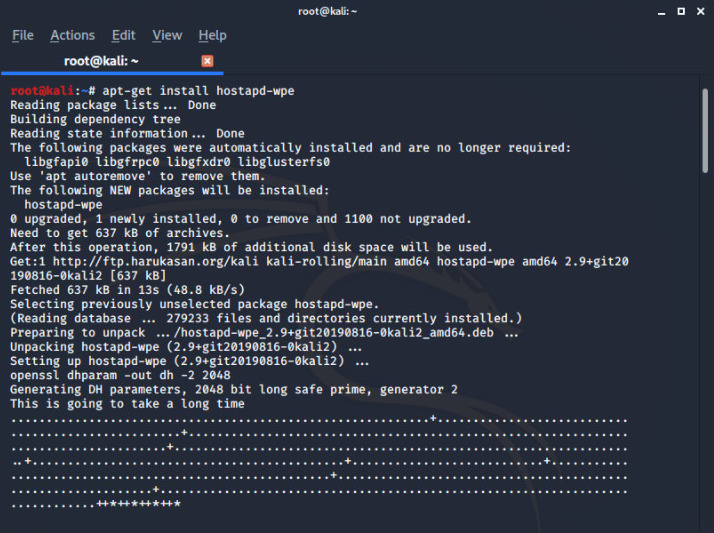 root@kali: ~
File Actions Edit View Help
root@kali: ~
root@kali:~# apt-get install hostapd-wpe
Reading package lists... Done
Building dependency tree
Reading state information... Done
The following packages were automatically installed and are no longer required:
  libgfapi0 libgfrpc0 libgfxdr0 libglusterfs0
Use 'apt autoremove' to remove them.
The following NEW packages will be installed:
  hostapd-wpe
0 upgraded, 1 newly installed, 0 to remove and 1100 not upgraded.
Need to get 637 kB of archives.
After this operation, 1791 kB of additional disk space will be used.
Get:1 http://ftp.harukasan.org/kali kali-rolling/main amd64 hostapd-wpe amd64 2.9+git20
190816-0kali2 [637 kB]
Fetched 637 kB in 13s (48.8 kB/s)
Selecting previously unselected package hostapd-wpe.
(Reading database ... 279233 files and directories currently installed.)
Preparing to unpack .../hostapd-wpe_2.9+git20190816-0kali2_amd64.deb ...
Unpacking hostapd-wpe (2.9+git20190816-0kali2) ...
Setting up hostapd-wpe (2.9+git20190816-0kali2) ...
openssl dhparam -out dh -2 2048
Generating DH parameters, 2048 bit long safe prime, generator 2
This is going to take a long time
...........................................................+...........................
........................+..............................................................
......................+................................................................
..+............................................+...........................+...........
.............................................+.........................................
....................+..................................................................
............++*++*++*++*